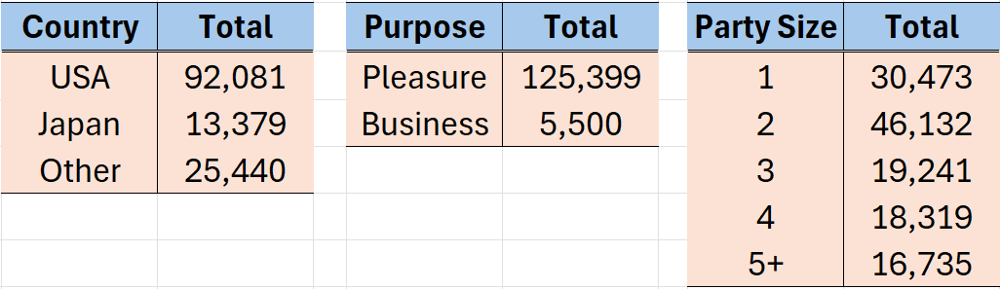 Country Total Purpose Total Party Size Total
USA 92,081 Pleasure 125,399 1 30,473
Japan 13,379 Business 5,500 2 46,132
Other 25,440 3 19,241
4 18,319
5+ 16,735